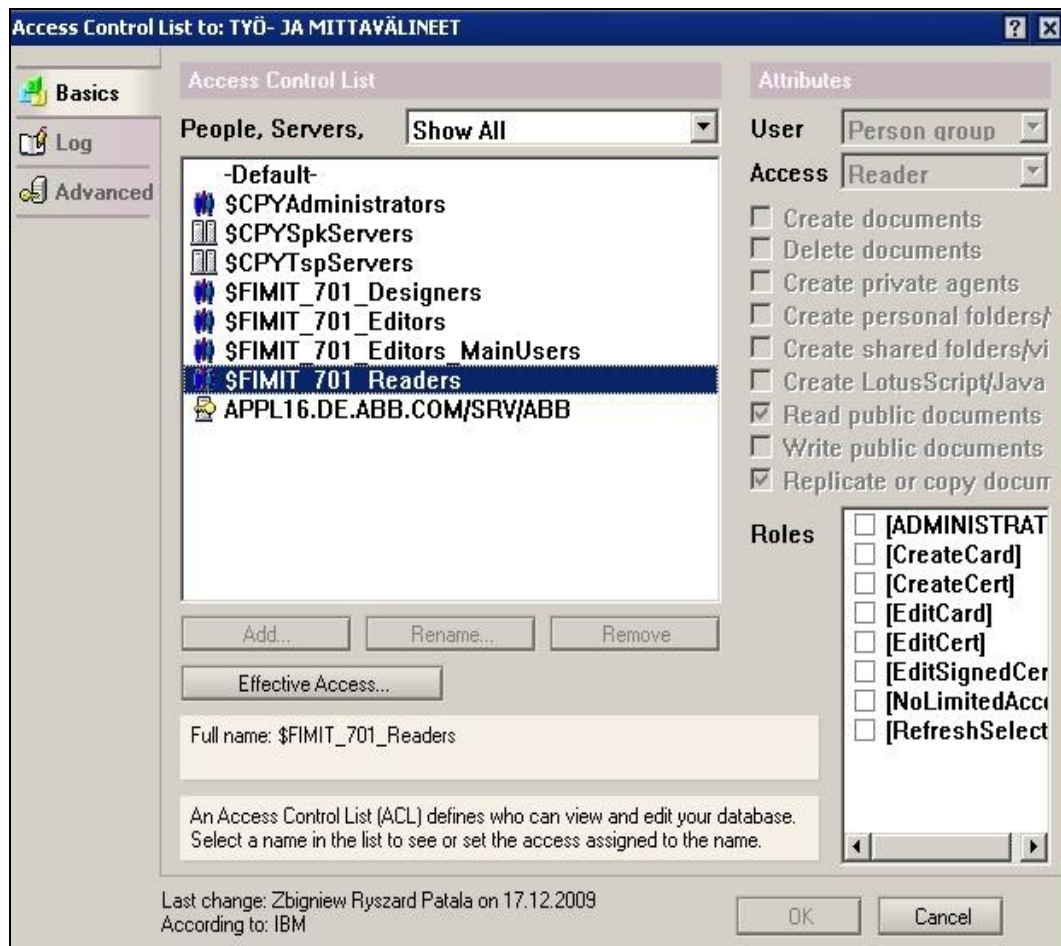 Access Control List to: TYÖ- JA MITTAVÄLINEET
Basics
Log
Advanced
Access Control List
People, Servers,
Show All
-Default-
$CPYAdministrators
$CPYSpkServers
$CPYTspServers
$FIMIT_701_Designers
$FIMIT_701_Editors
$FIMIT_701_Editors_MainUsers
$FIMIT_701_Readers
APPL16.DE.ABB.COM/SRV/ABB
Add...
Rename...
Remove
Effective Access...
Full name: $FIMIT_701_Readers
An Access Control List (ACL) defines who can view and edit your database.
Select a name in the list to see or set the access assigned to the name.
Attributes
User
Person group
Access
Reader
Create documents
Delete documents
Create private agents
Create personal folders/
Create shared folders/vi
Create LotusScript/Java
Read public documents
Write public documents
Replicate or copy docum
Roles
[ADMINISTRAT
[CreateCard]
[CreateCert]
[EditCard]
[EditCert]
[EditSignedCer
[NoLimitedAcc
[RefreshSelect
Last change: Zbigniew Ryszard Patala on 17.12.2009
According to: IBM
OK
Cancel